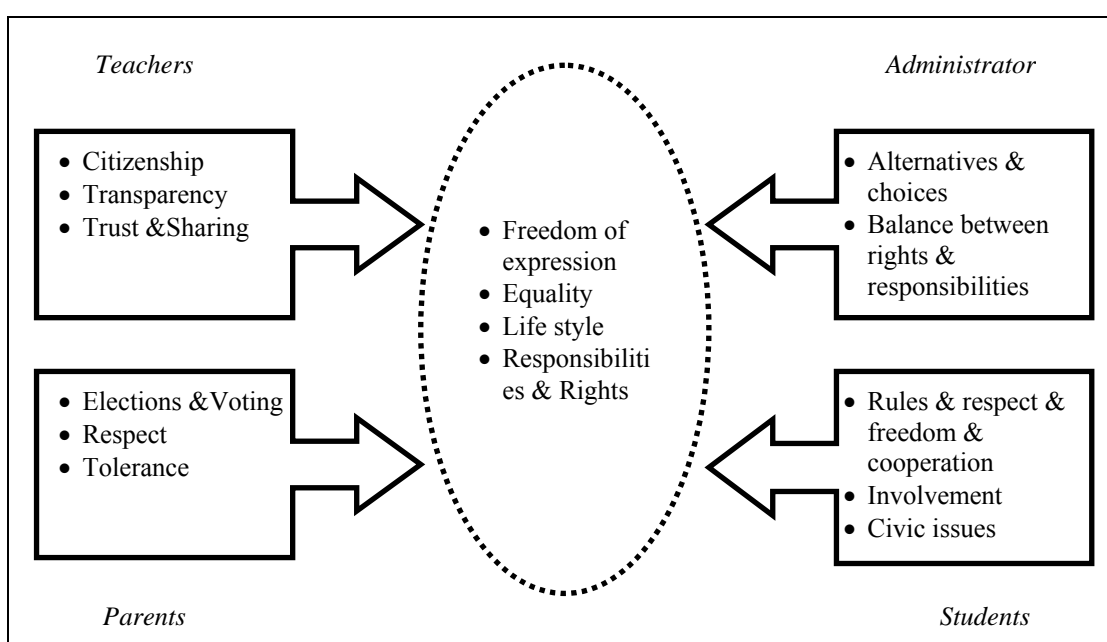 Teachers
Administrator
• Citizenship
• Transparency
• Trust &Sharing
• Freedom of
expression
• Equality
• Life style
• Responsibiliti
es & Rights
• Alternatives &
choices
• Balance between
rights &
responsibilities
• Elections &Voting
• Respect
• Tolerance
• Rules & respect &
freedom &
cooperation
• Involvement
• Civic issues
Parents
Students